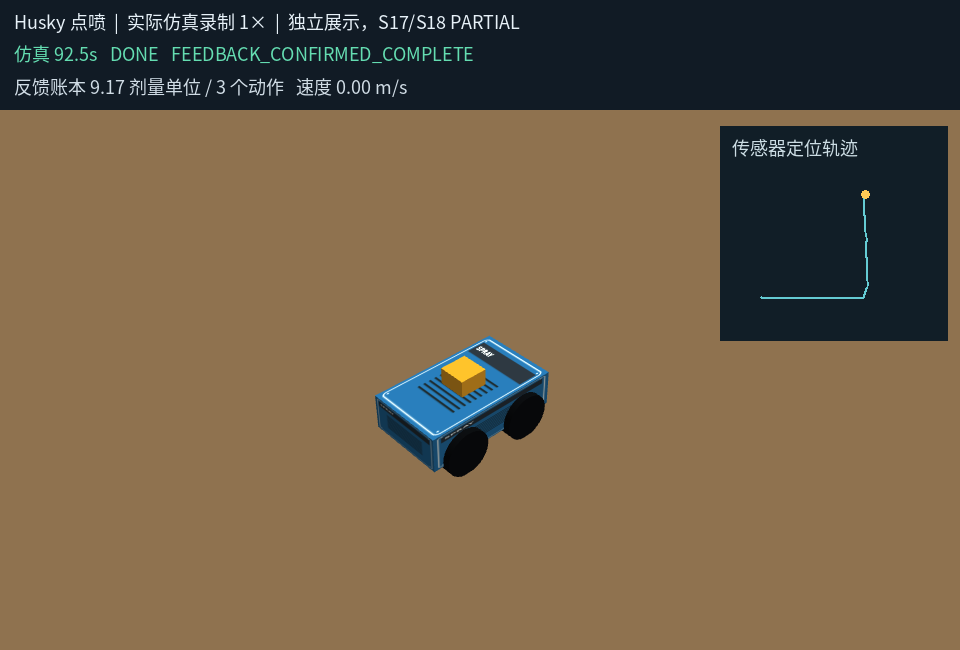 Husky 点喷 | 实际仿真录制 1× | 独立展示，S17/S18 PARTIAL
仿真 92.5s DONE FEEDBACK_CONFIRMED_COMPLETE
反馈账本 9.17 剂量单位 / 3 个动作 速度 0.00 m/s
传感器定位轨迹
SPRAY